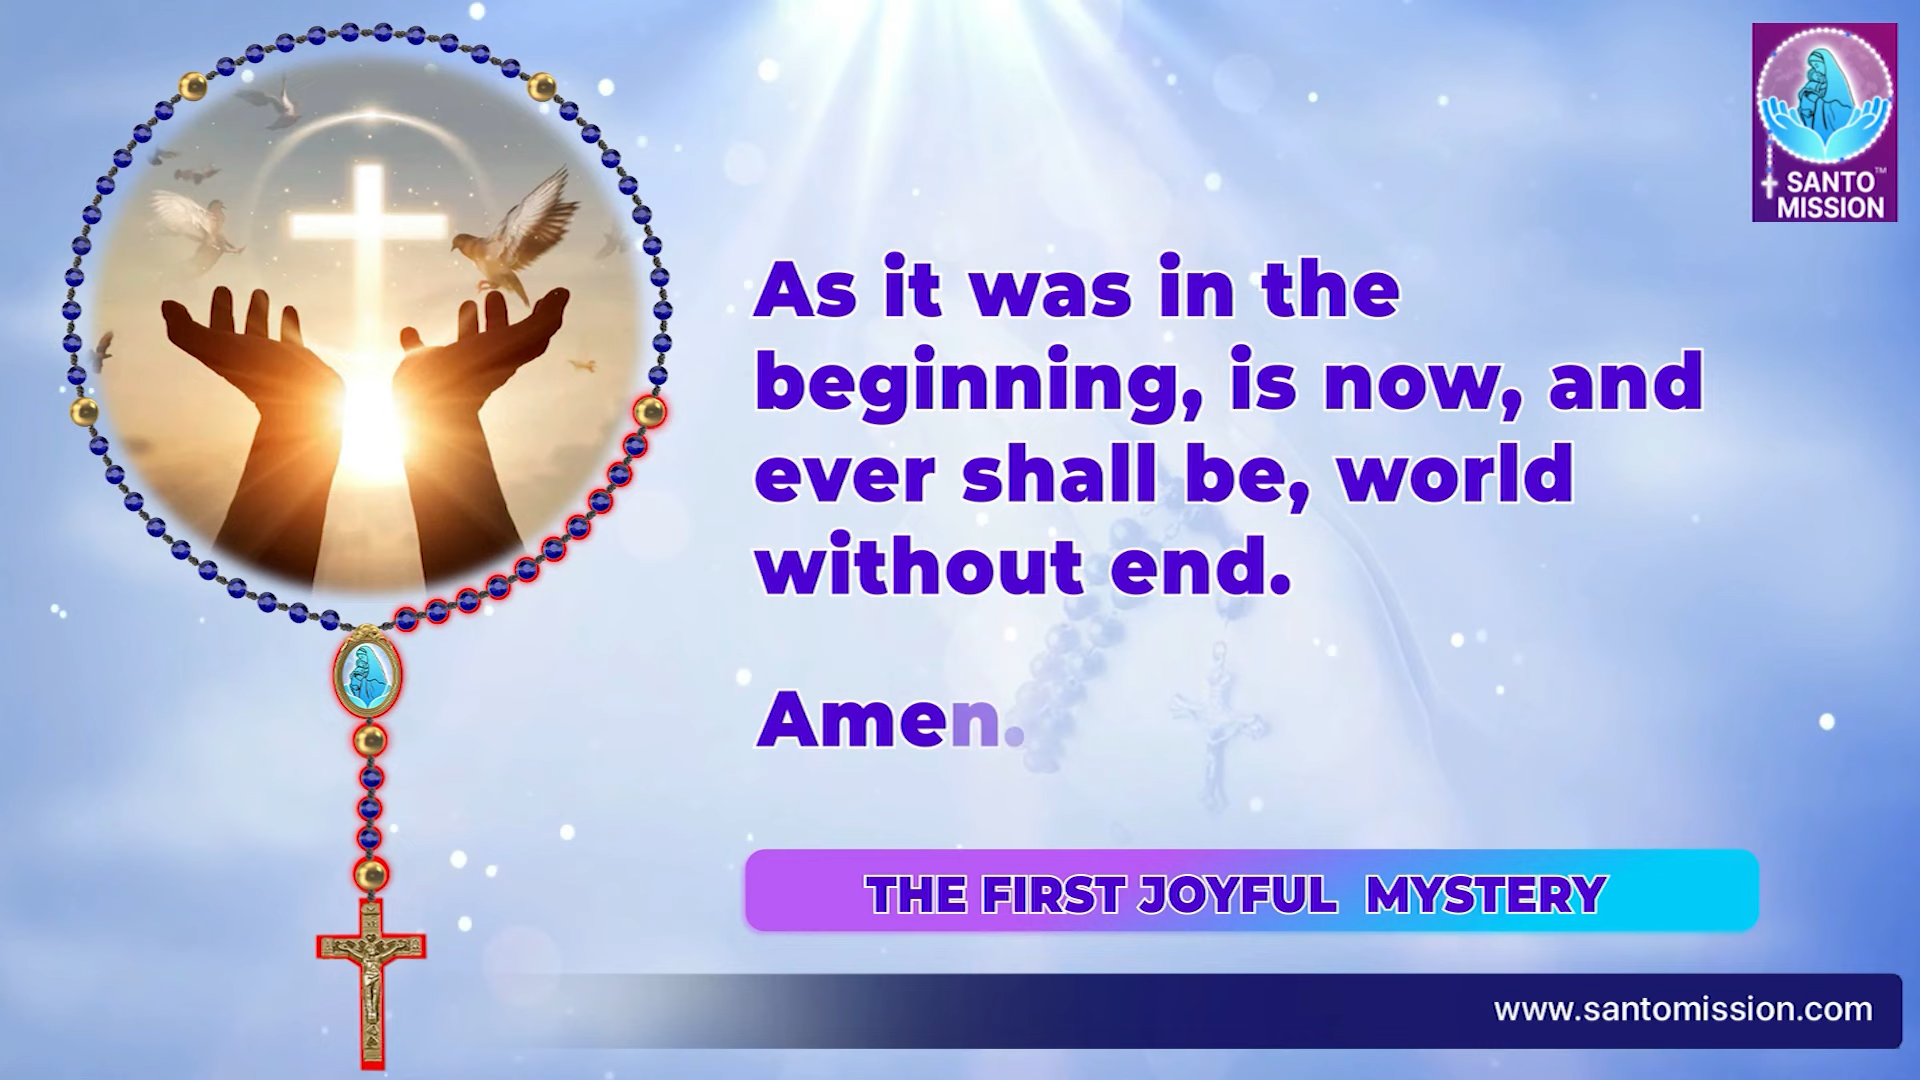 SANTO™
MISSION
As it was in the
beginning, is now, and
ever shall be, world
without end.
Amen.
THE FIRST JOYFUL MYSTERY
www.santomission.com